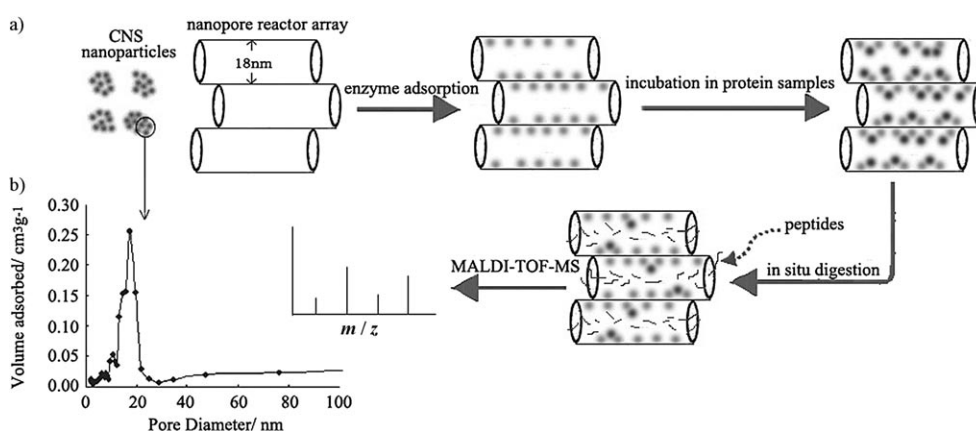 a)
CNS
nanoparticles
nanopore reactor array
18nm
enzyme adsorption
incubation in protein samples
peptides
in situ digestion
MALDI-TOF-MS
m / z
b)
Volume adsorbed/ cm3g-1
0.30
0.25
0.20
0.15
0.10
0.05
0.00
0 20 40 60 80 100
Pore Diameter/ nm